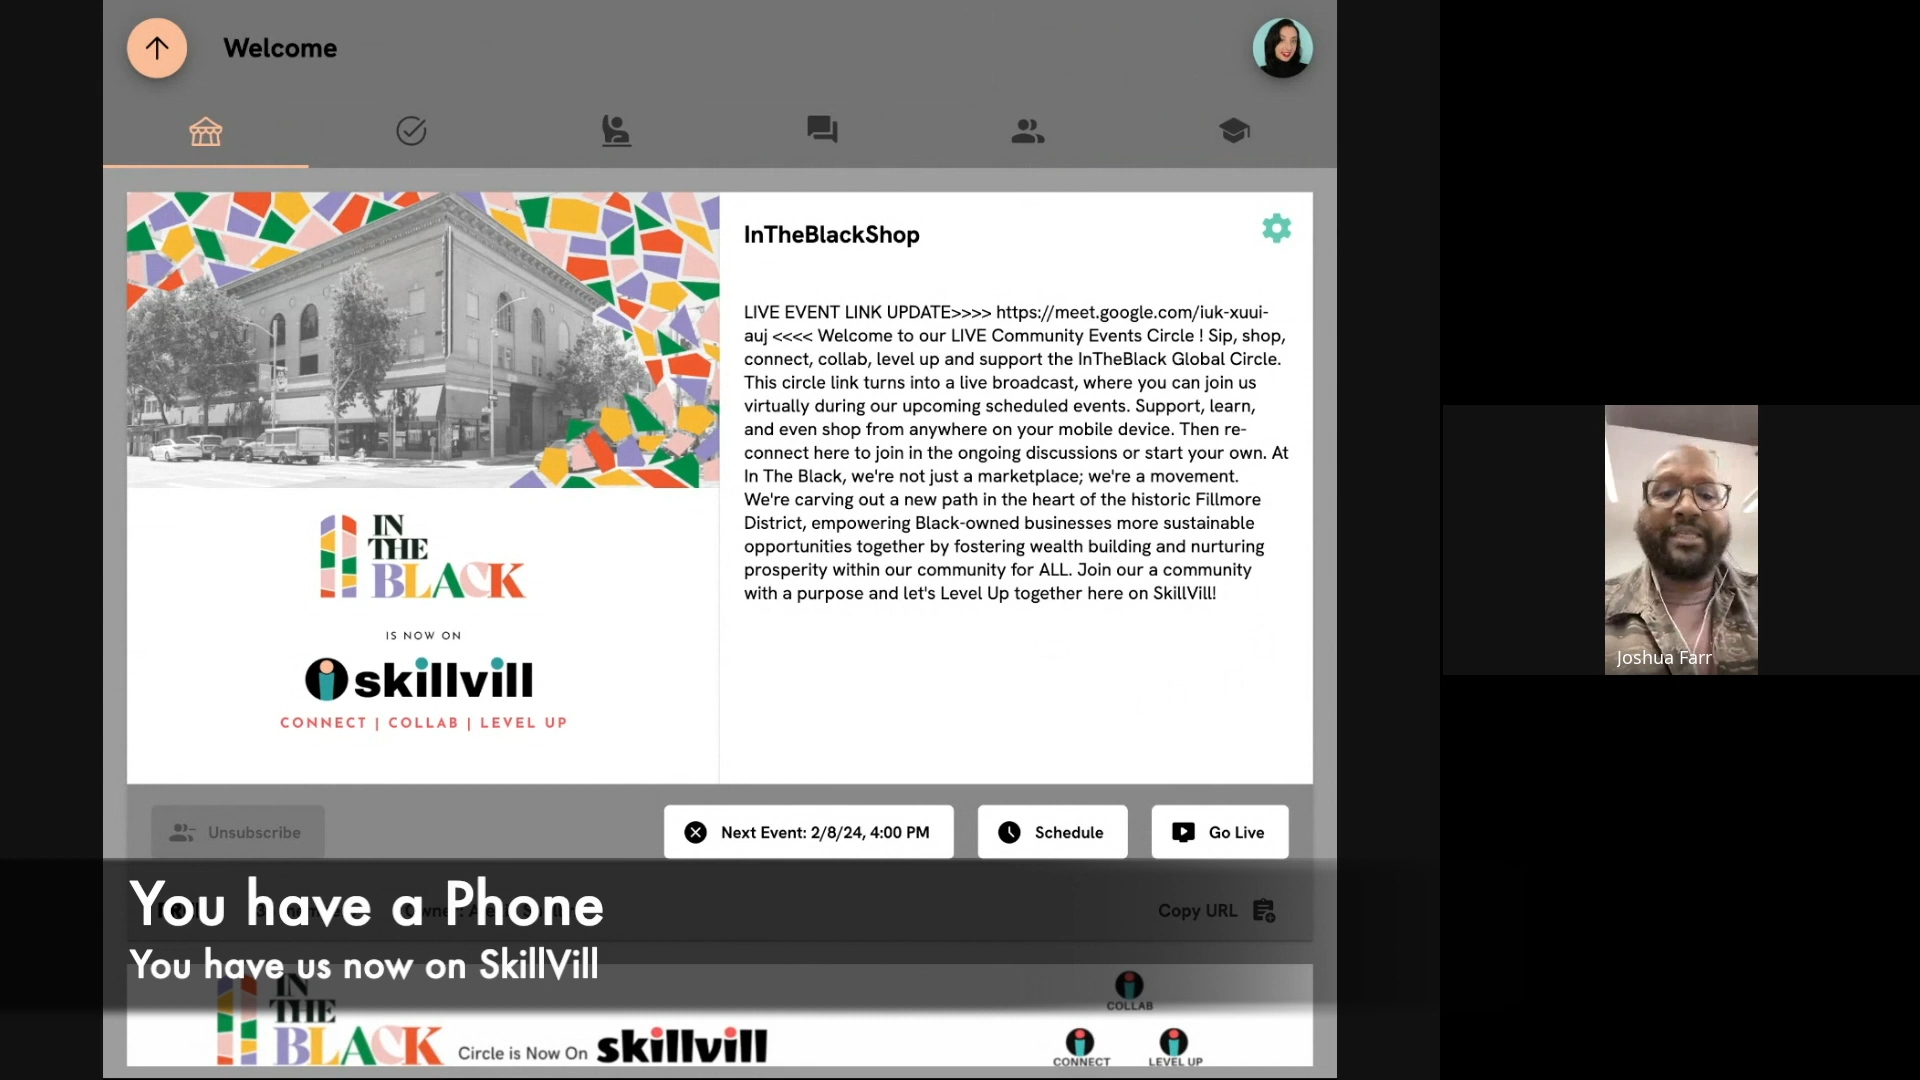 Welcome
InTheBlackShop
LIVE EVENT LINK UPDATE>>>> https://meet.google.com/iuk-xuui-
auj <<<< Welcome to our LIVE Community Events Circle ! Sip, shop,
connect, collab, level up and support the InTheBlack Global Circle.
This circle link turns into a live broadcast, where you can join us
virtually during our upcoming scheduled events. Support, learn,
and even shop from anywhere on your mobile device. Then re-
connect here to join in the ongoing discussions or start your own. At
In The Black, we're not just a marketplace; we're a movement.
We're carving out a new path in the heart of the historic Fillmore
District, empowering Black-owned businesses more sustainable
opportunities together by fostering wealth building and nurturing
prosperity within our community for ALL. Join our a community
with a purpose and let's Level Up together here on SkillVill!
IN
THE
BLACK
IS NOW ON
skillvill
CONNECT | COLLAB | LEVEL UP
Joshua Farr
Unsubscribe
Next Event: 2/8/24, 4:00 PM
Schedule
Go Live
You have a Phone
Copy URL
You have us now on SkillVill
IN
THE
BLACK
Circle is Now On skillvill
COLLAB
CONNECT
LEVEL UP